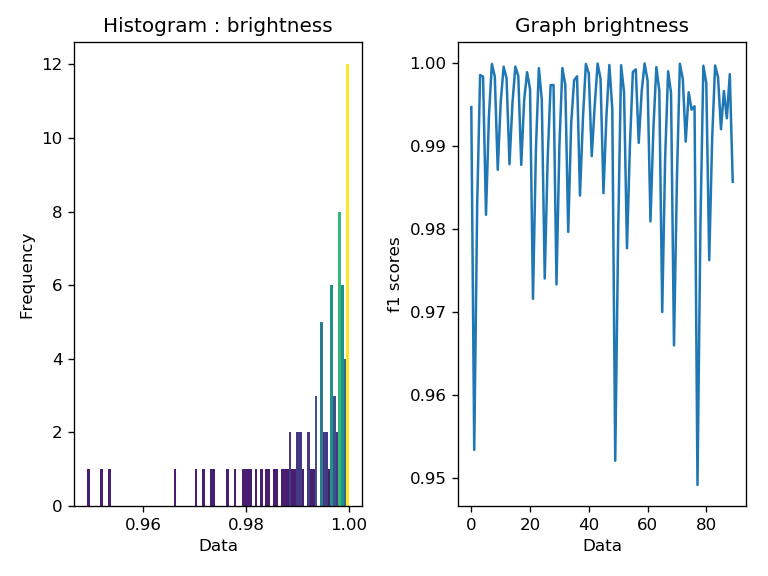 Histogram : brightness
Graph brightness
12
10
8
6
4
2
0
Frequency
0.96 0.98 1.00
Data
1.00
0.99
0.98
0.97
0.96
0.95
f1 scores
0 20 40 60 80
Data